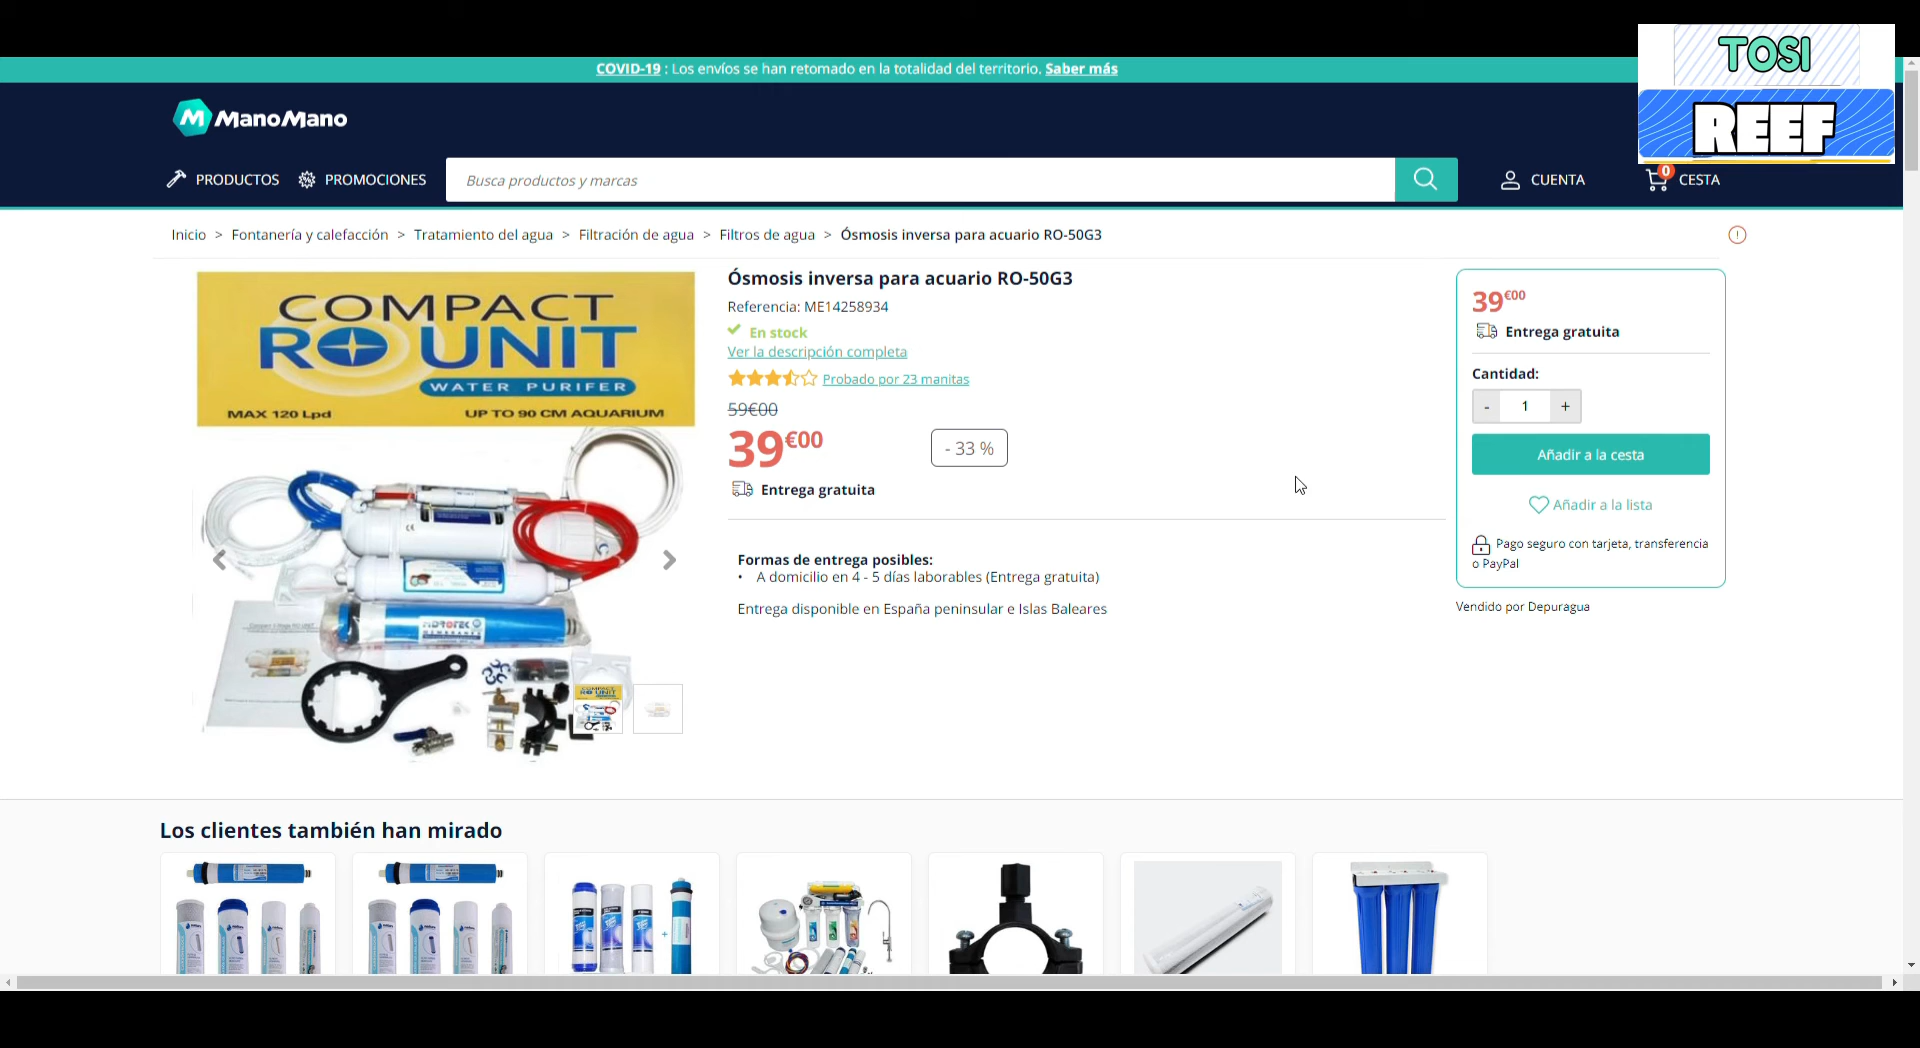 TOSI
REEF
COVID-19 : Los envíos se han retomado en la totalidad del territorio. Saber más
ManoMano
PRODUCTOS
PROMOCIONES
Busca productos y marcas
CUENTA
0
CESTA
Inicio > Fontanería y calefacción > Tratamiento del agua > Filtración de agua > Filtros de agua > Ósmosis inversa para acuario RO-50G3
COMPACT
RO UNIT
WATER PURIFER
MAX 120 Lpd
UP TO 90 CM AQUARIUM
Ósmosis inversa para acuario RO-50G3
Referencia: ME14258934
En stock
Ver la descripción completa
Probado por 23 manitas
59€00
39€00
- 33 %
Entrega gratuita
Formas de entrega posibles:
• A domicilio en 4 - 5 días laborables (Entrega gratuita)
Entrega disponible en España peninsular e Islas Baleares
39€00
Entrega gratuita
Cantidad:
- 1 +
Añadir a la cesta
Añadir a la lista
Pago seguro con tarjeta, transferencia
o PayPal
Vendido por Depuragua
Los clientes también han mirado